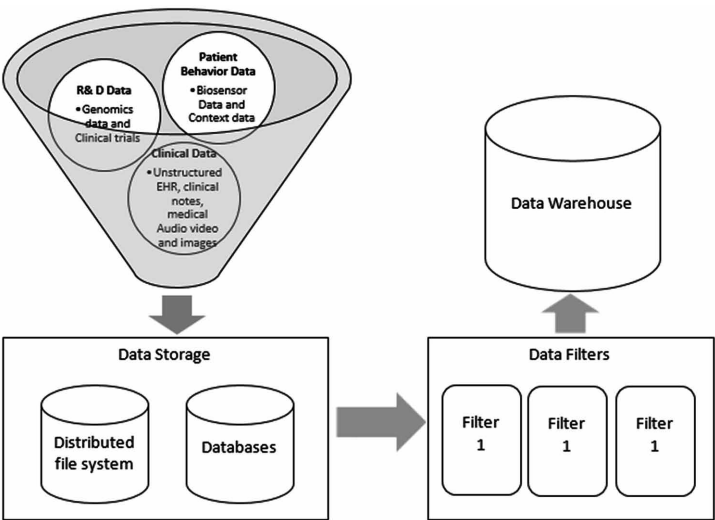 Patient
Behavior Data
•Biosensor
Data and
Context data
R& D Data
•Genomics
data and
Clinical trials
Clinical Data
•Unstructured
EHR, clinical
notes,
medical
Audio video
and images
Data Warehouse
Data Storage
Distributed
file system
Databases
Data Filters
Filter
1
Filter
1
Filter
1